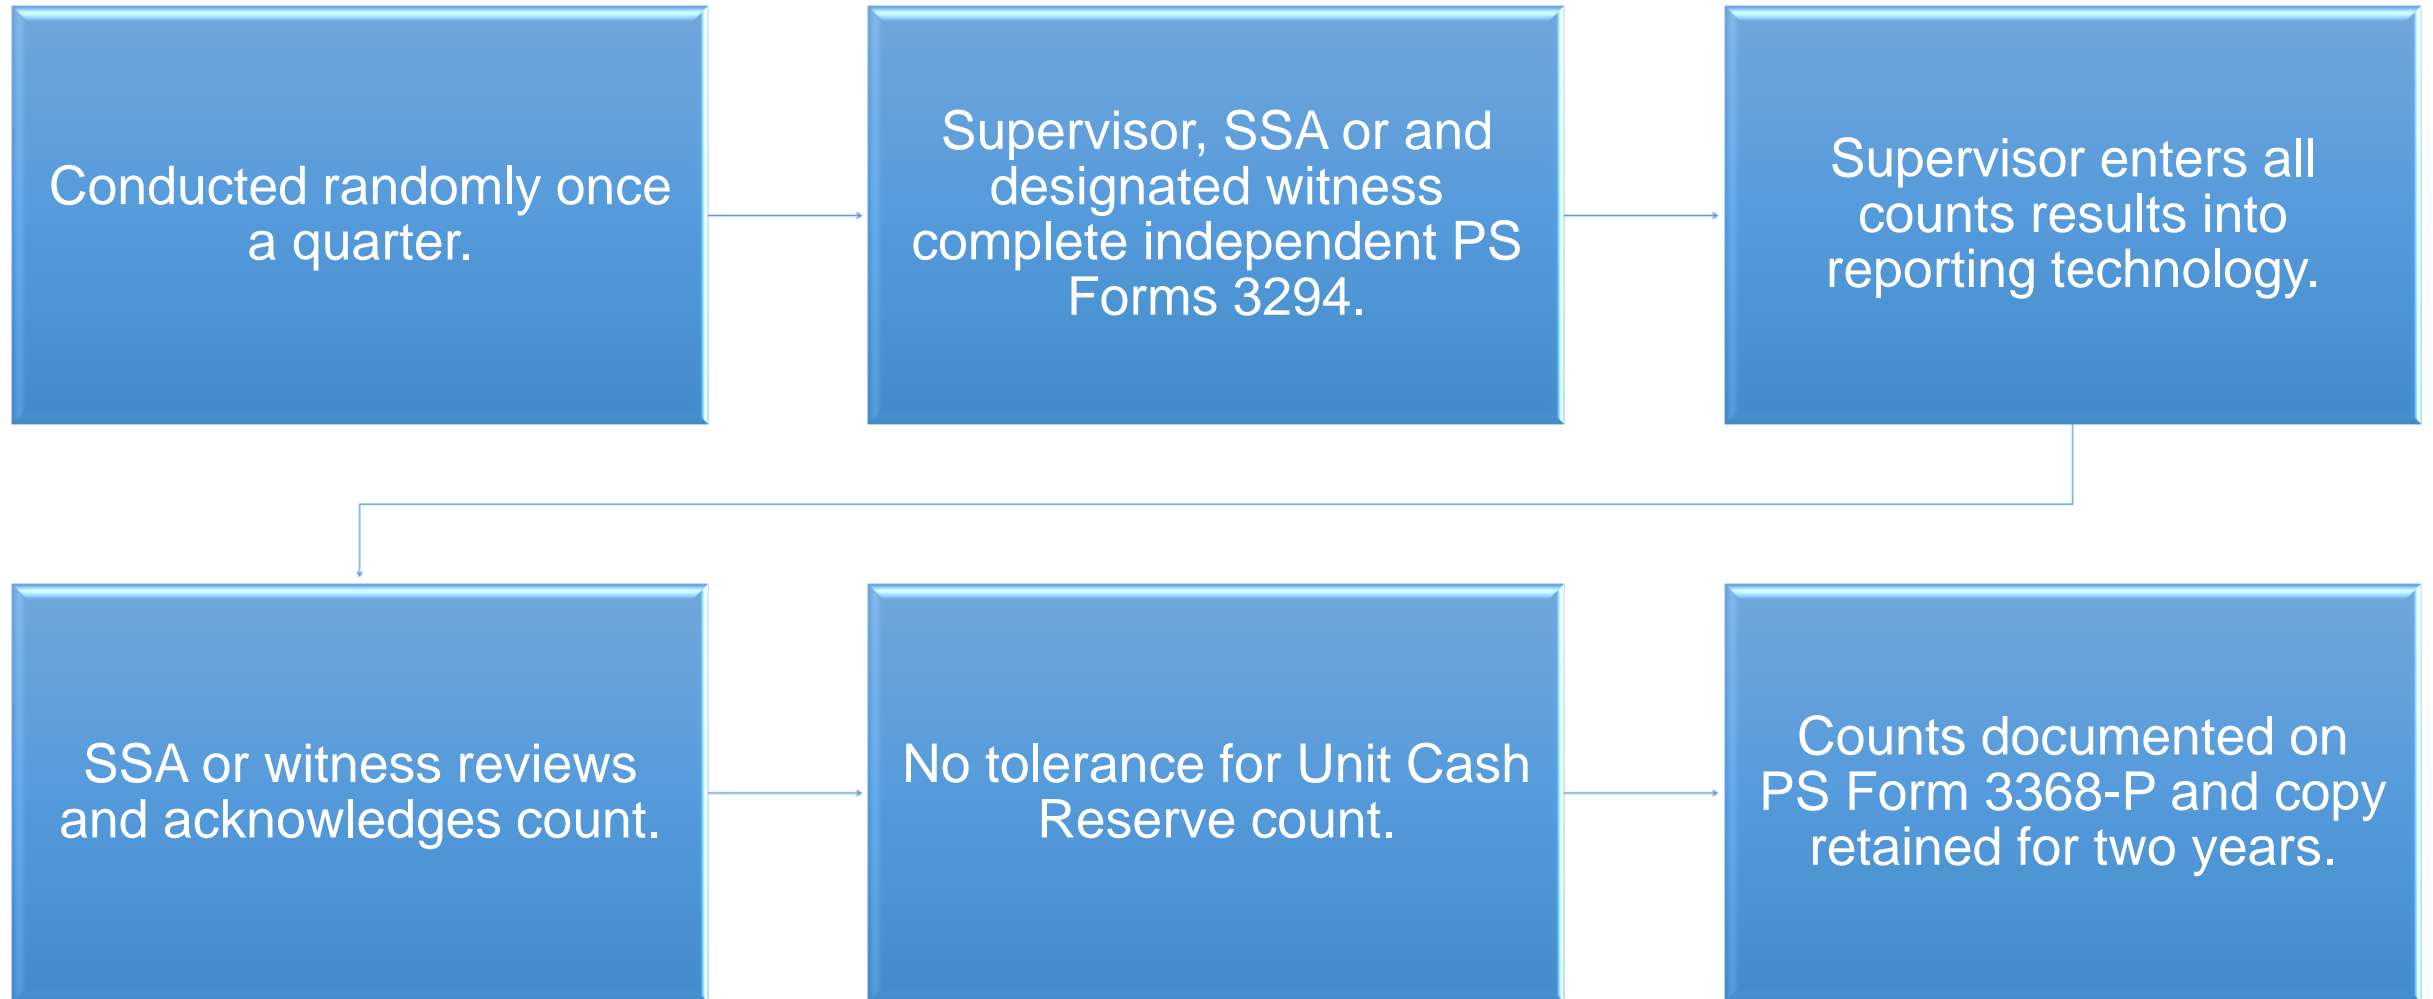 Conducted randomly once
a quarter.
Supervisor, SSA or and
designated witness
complete independent PS
Forms 3294.
Supervisor enters all
counts results into
reporting technology.
SSA or witness reviews
and acknowledges count.
No tolerance for Unit Cash
Reserve count.
Counts documented on
PS Form 3368-P and copy
retained for two years.